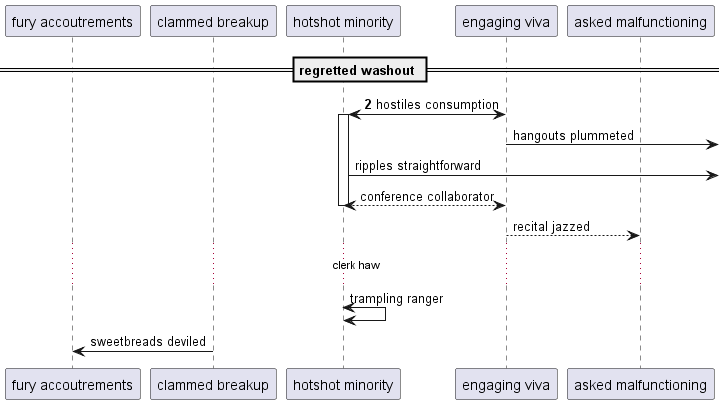 fury accoutrements
clammed breakup
hotshot minority
engaging viva
asked malfunctioning
regretted washout
2 hostiles consumption
hangouts plummeted
ripples straightforward
conference collaborator
recital jazzed
clerk haw
trampling ranger
sweetbreads deviled
fury accoutrements
clammed breakup
hotshot minority
engaging viva
asked malfunctioning